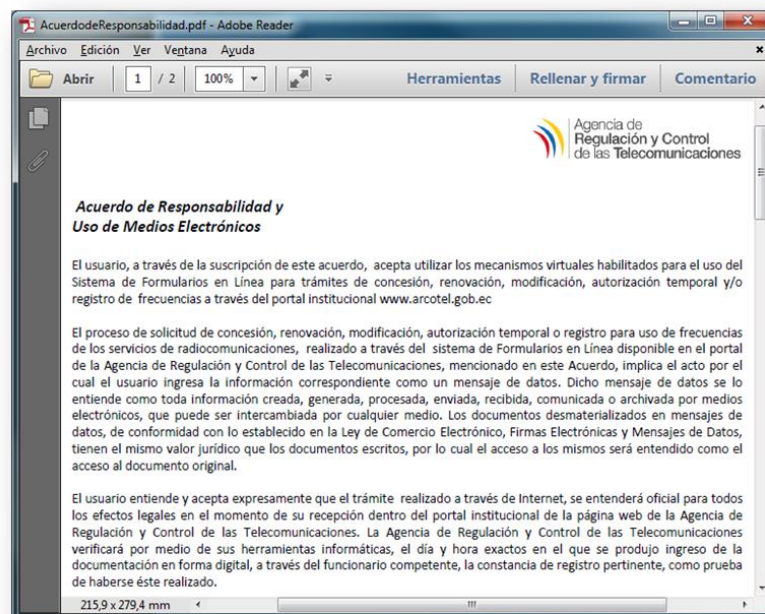 AcuerdodeResponsabilidad.pdf - Adobe Reader
Archivo Edición Ver Ventana Ayuda
Abrir 1 / 2 100% Herramientas Rellenar y firmar Comentario
Agencia de
Regulación y Control
de las Telecomunicaciones
Acuerdo de Responsabilidad y
Uso de Medios Electrónicos
El usuario, a través de la suscripción de este acuerdo, acepta utilizar los mecanismos virtuales habilitados para el uso del
Sistema de Formularios en Línea para trámites de concesión, renovación, modificación, autorización temporal y/o
registro de frecuencias a través del portal institucional www.arcotel.gob.ec
El proceso de solicitud de concesión, renovación, modificación, autorización temporal o registro para uso de frecuencias
de los servicios de radiocomunicaciones, realizado a través del sistema de Formularios en Línea disponible en el portal
de la Agencia de Regulación y Control de las Telecomunicaciones, mencionado en este Acuerdo, implica el acto por el
cual el usuario ingresa la información correspondiente como un mensaje de datos. Dicho mensaje de datos se lo
entiende como toda información creada, generada, procesada, enviada, recibida, comunicada o archivada por medios
electrónicos, que puede ser intercambiada por cualquier medio. Los documentos desmaterializados en mensajes de
datos, de conformidad con lo establecido en la Ley de Comercio Electrónico, Firmas Electrónicas y Mensajes de Datos,
tienen el mismo valor jurídico que los documentos escritos, por lo cual el acceso a los mismos será entendido como el
acceso al documento original.
El usuario entiende y acepta expresamente que el trámite realizado a través de Internet, se entenderá oficial para todos
los efectos legales en el momento de su recepción dentro del portal institucional de la página web de la Agencia de
Regulación y Control de las Telecomunicaciones. La Agencia de Regulación y Control de las Telecomunicaciones
verificará por medio de sus herramientas informáticas, el día y hora exactos en el que se produjo ingreso de la
documentación en forma digital, a través del funcionario competente, la constancia de registro pertinente, como prueba
de haberse éste realizado.
215,9 x 279,4 mm